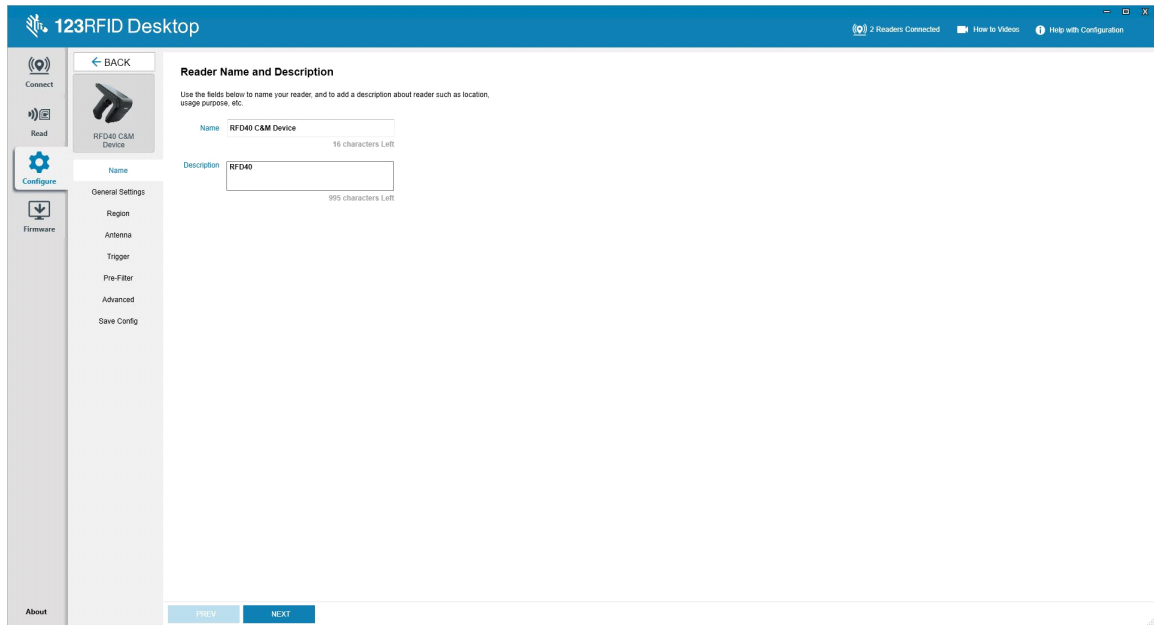 123RFID Desktop
2 Readers Connected
How to Videos
Help with Configuration
Connect
Read
Configure
Firmware
About
BACK
RFD40 C&M
Device
Name
General Settings
Region
Antenna
Trigger
Pre-Filter
Advanced
Save Config
Reader Name and Description
Use the fields below to name your reader, and to add a description about reader such as location,
usage purpose, etc.
Name RFD40 C&M Device
16 characters Left
Description RFD40
995 characters Left
PREV NEXT